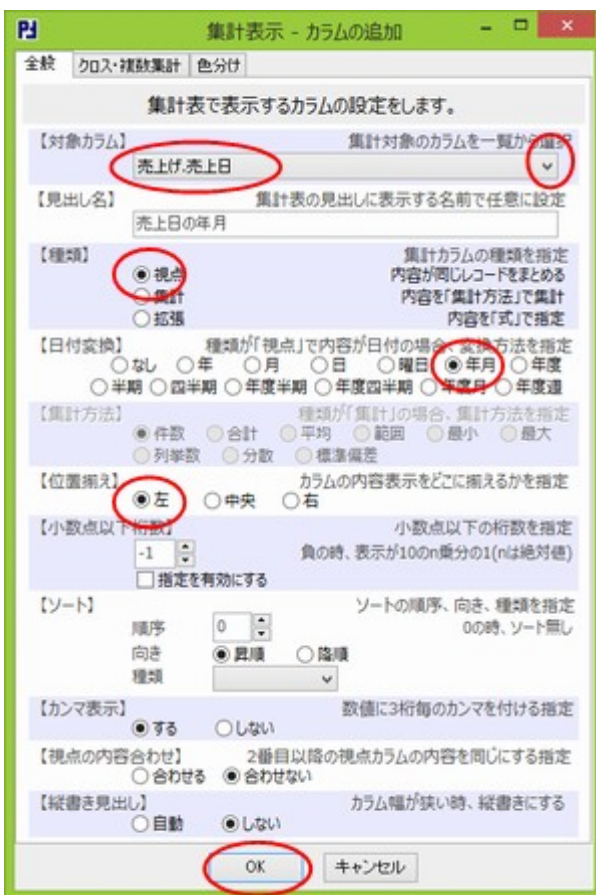 集計表示 - カラムの追加
全般 クロス・複数集計 色分け
集計表で表示するカラムの設定をします。
【対象カラム】 集計対象のカラムを一覧から選択
売上げ.売上日
【見出し名】 集計表の見出しに表示する名前で任意に設定
売上日の年月
【種類】 集計カラムの種類を指定
視点 内容が同じレコードをまとめる
集計 内容を「集計方法」で集計
拡張 内容を「式」で指定
【日付変換】 種類が「視点」で内容が日付の場合、変換方法を指定
なし 年 月 日 曜日 年月 年度
半期 四半期 年度半期 年度四半期 年度月 年度週
【集計方法】 種類が「集計」の場合、集計方法を指定
件数 合計 平均 範囲 最小 最大
列挙数 分散 標準偏差
【位置揃え】 カラムの内容表示をどこに揃えるかを指定
左 中央 右
【小数点以下桁数】 小数点以下の桁数を指定
-1 負の時、表示が10のn乗分の1(nは絶対値)
指定を有効にする
【ソート】 ソートの順序、向き、種類を指定
順序 0 0の時、ソート無し
向き 昇順 降順
種類
【カンマ表示】 数値に3桁毎のカンマを付ける指定
する しない
【視点の内容合わせ】 2番目以降の視点カラムの内容を同じにする指定
合わせる 合わせない
【縦書き見出し】 カラム幅が狭い時、縦書きにする
自動 しない
OK キャンセル